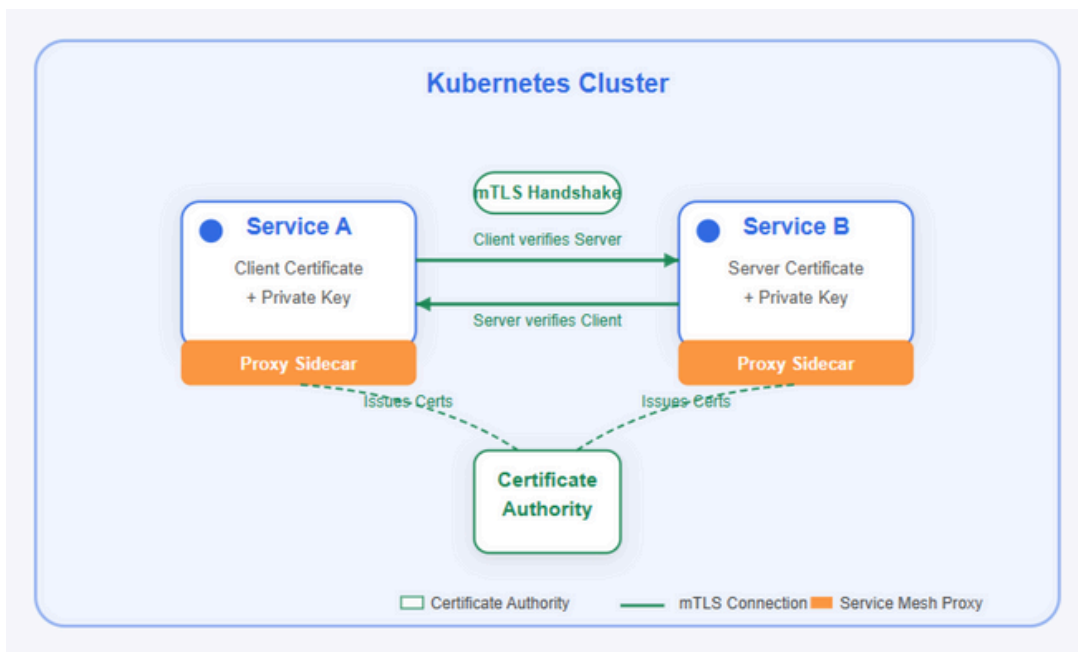 Kubernetes Cluster
mTLS Handshake
Service A
Client Certificate
+ Private Key
Proxy Sidecar
Client verifies Server
Server verifies Client
Service B
Server Certificate
+ Private Key
Proxy Sidecar
Issues Certs
Issues Certs
Certificate
Authority
Certificate Authority
mTLS Connection
Service Mesh Proxy